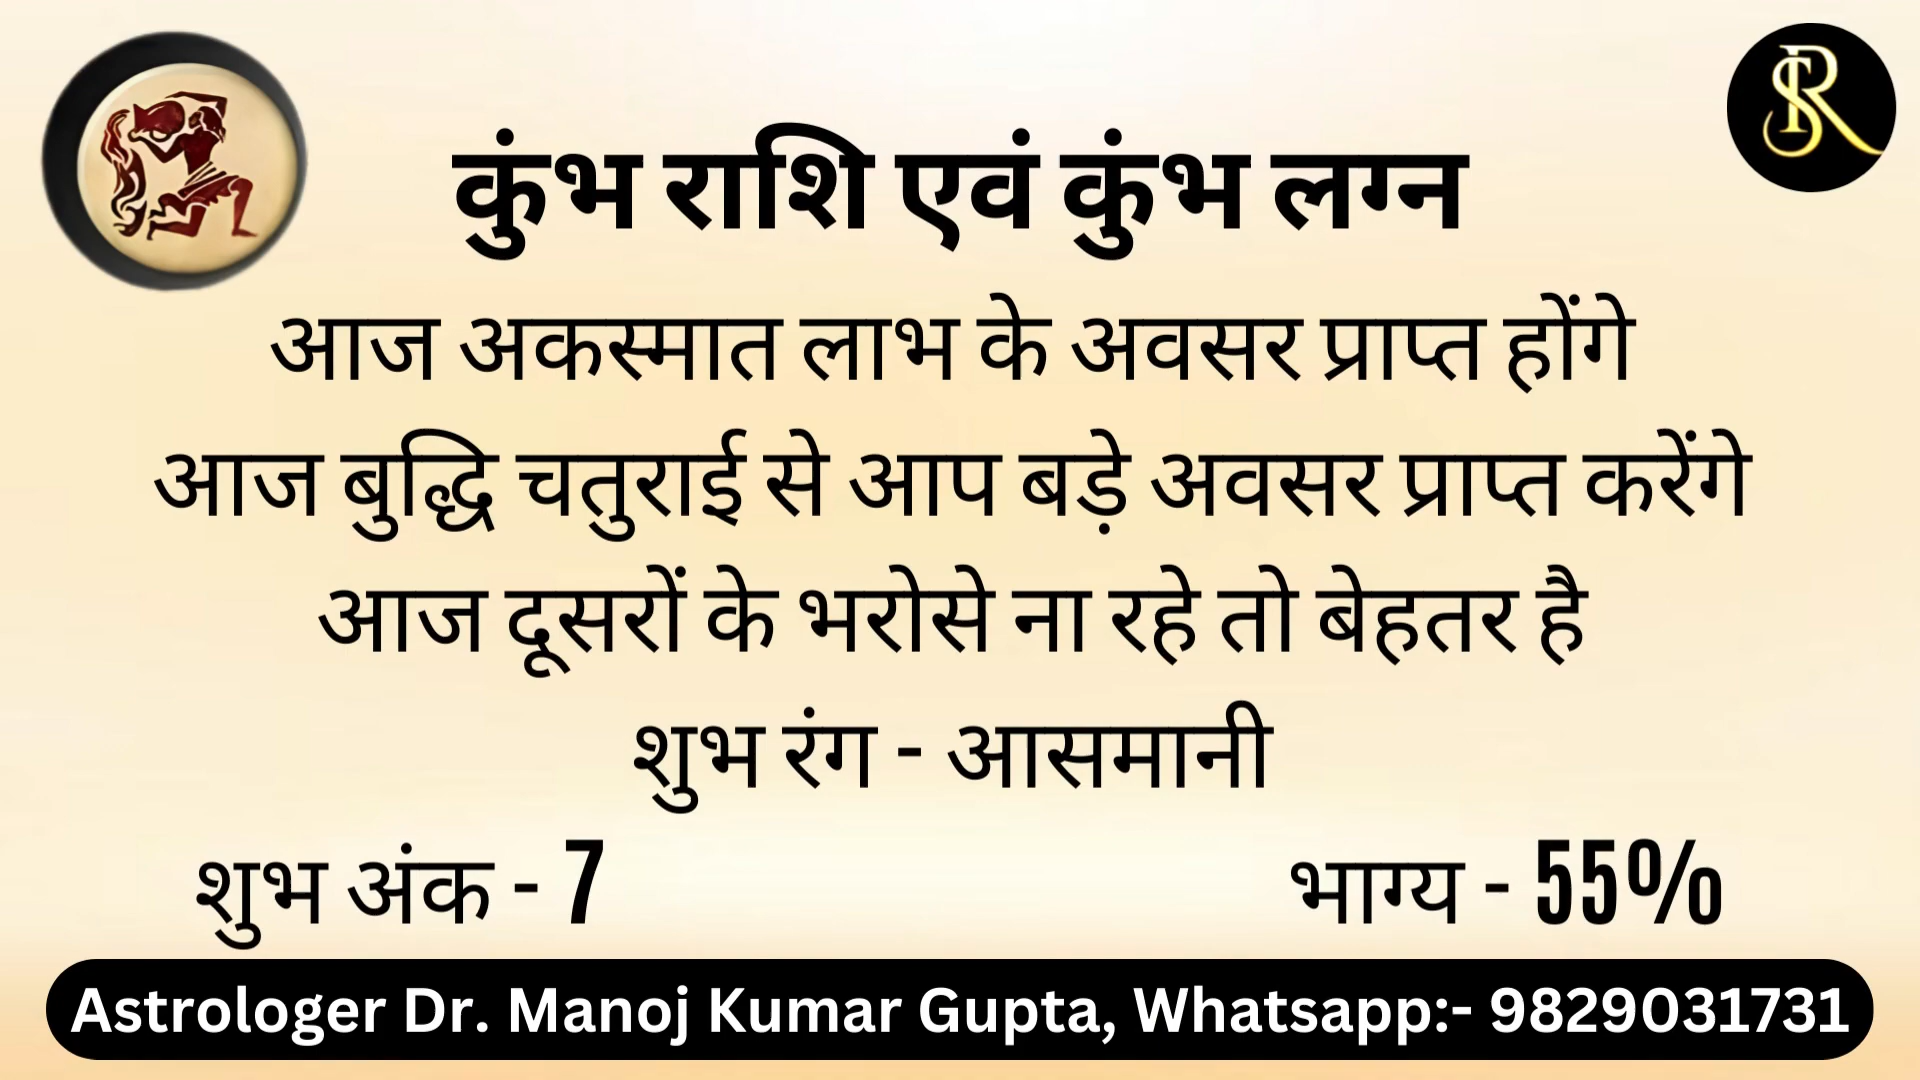 कुंभ राशि एवं कुंभ लग्न
आज अकस्मात लाभ के अवसर प्राप्त होंगे
आज बुद्धि चतुराई से आप बड़े अवसर प्राप्त करेंगे
आज दूसरों के भरोसे ना रहे तो बेहतर है
शुभ रंग - आसमानी
शुभ अंक - 7 भाग्य - 55%
Astrologer Dr. Manoj Kumar Gupta, Whatsapp:- 9829031731